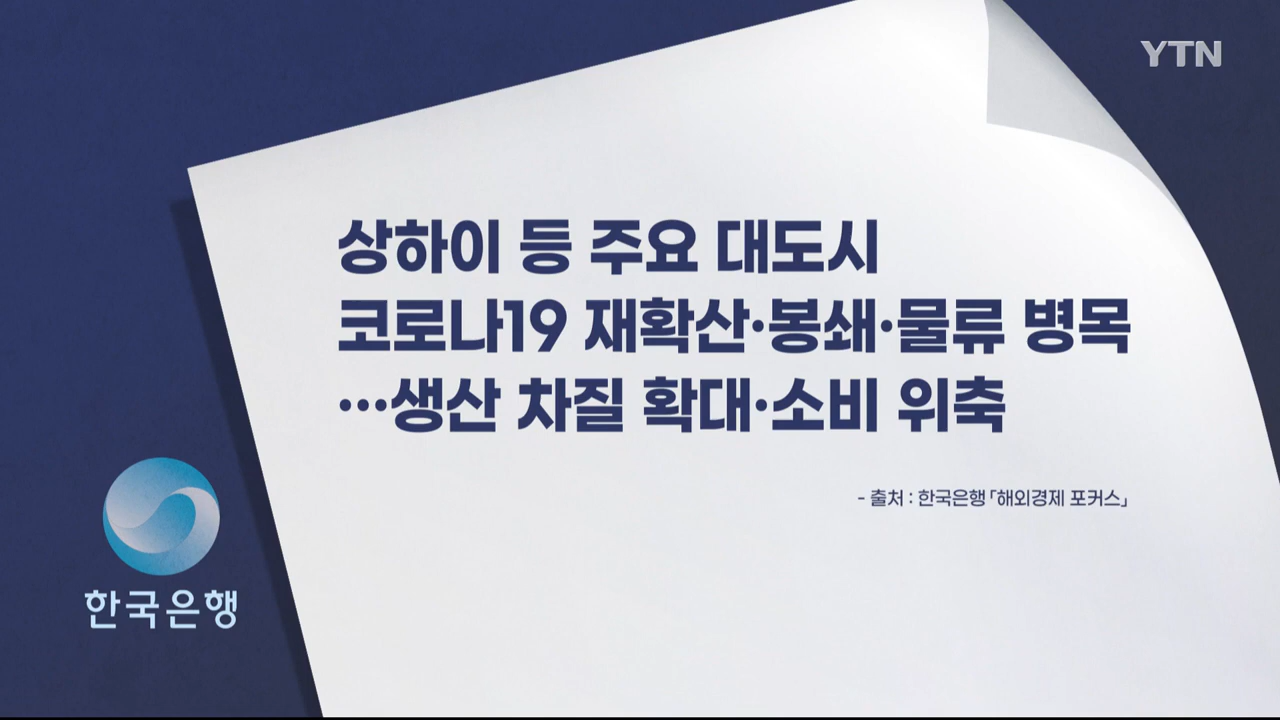 YTN
상하이 등 주요 대도시
코로나19 재확산·봉쇄·물류 병목
…생산 차질 확대·소비 위축
- 출처 : 한국은행 「해외경제 포커스」
한국은행